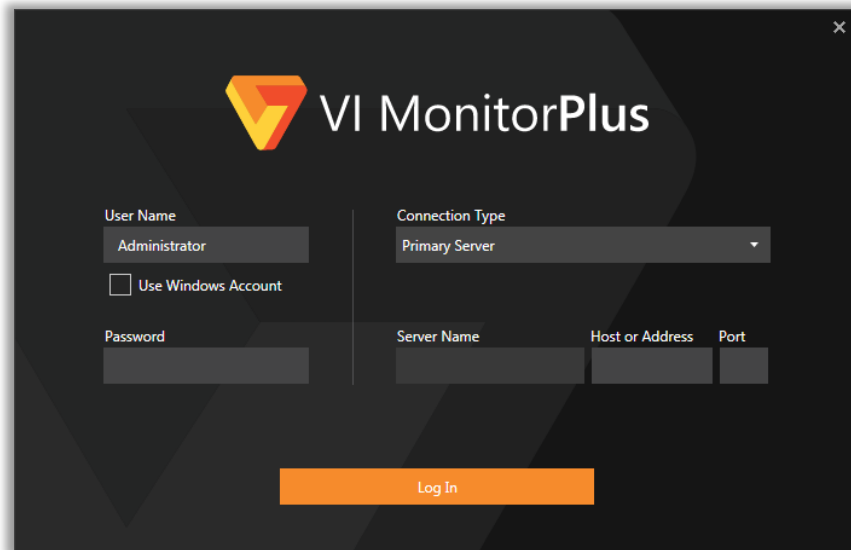 VI MonitorPlus
User Name
Administrator
Use Windows Account
Password
Connection Type
Primary Server
Server Name
Host or Address
Port
Log In